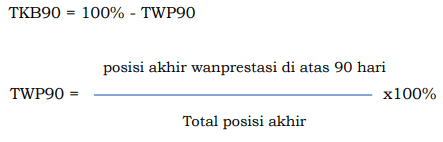 TKB90 = 100% - TWP90
posisi akhir wanprestasi di atas 90 hari
TWP90 = x100%
Total posisi akhir